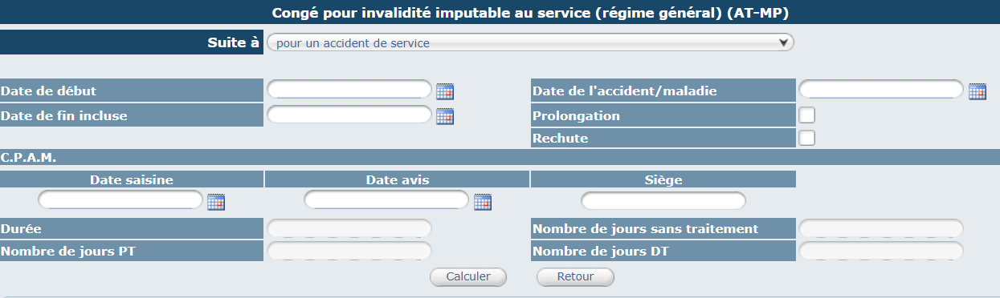 Congé pour invalidité imputable au service (régime général) (AT-MP)
Suite à pour un accident de service
Date de début Date de l'accident/maladie
Date de fin incluse Prolongation
Rechute
C.P.A.M.
Date saisine Date avis Siège
Durée Nombre de jours sans traitement
Nombre de jours PT Nombre de jours DT
Calculer Retour